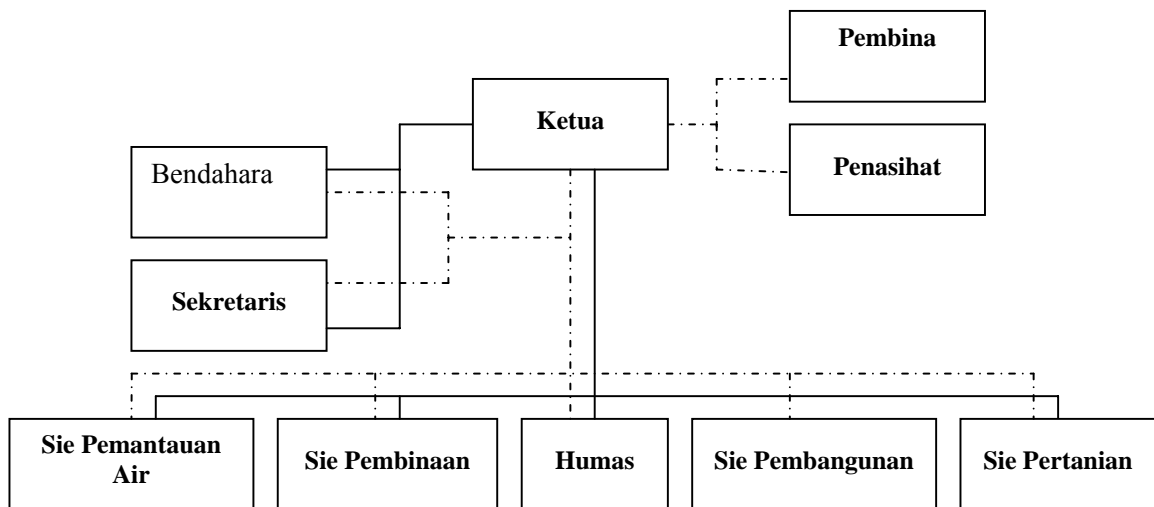 Pembina
Ketua
Penasihat
Bendahara
Sekretaris
Sie Pemantauan
Air
Sie Pembinaan
Humas
Sie Pembangunan
Sie Pertanian